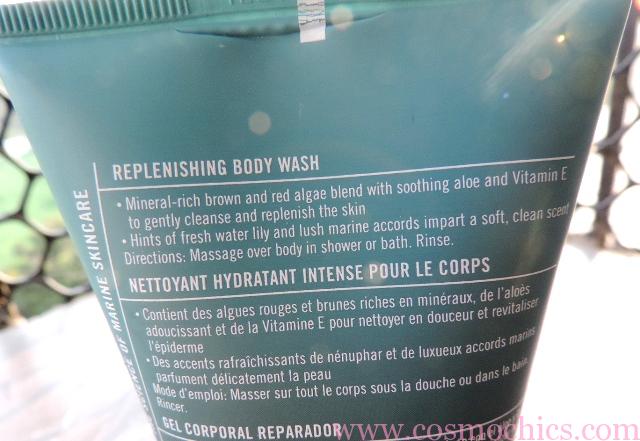 REPLENISHING BODY WASH
• Mineral-rich brown and red algae blend with soothing aloe and Vitamin E
to gently cleanse and replenish the skin
• Hints of fresh water lily and lush marine accords impart a soft, clean scent
Directions: Massage over body in shower or bath. Rinse.
NETTOYANT HYDRATANT INTENSE POUR LE CORPS
• Contient des algues rouges et brunes riches en minéraux, de l'aloès
adoucissant et de la Vitamine E pour nettoyer en douceur et revitaliser
l'épiderme
• Des accents rafraîchissants de nénuphar et de luxueux accords marins
parfument délicatement la peau
Mode d'emploi: Masser sur tout le corps sous la douche ou dans le bain.
Rincer.
GEL CORPORAL REPARADOR
OF MARINE SKINCARE
www.cosmochics.com